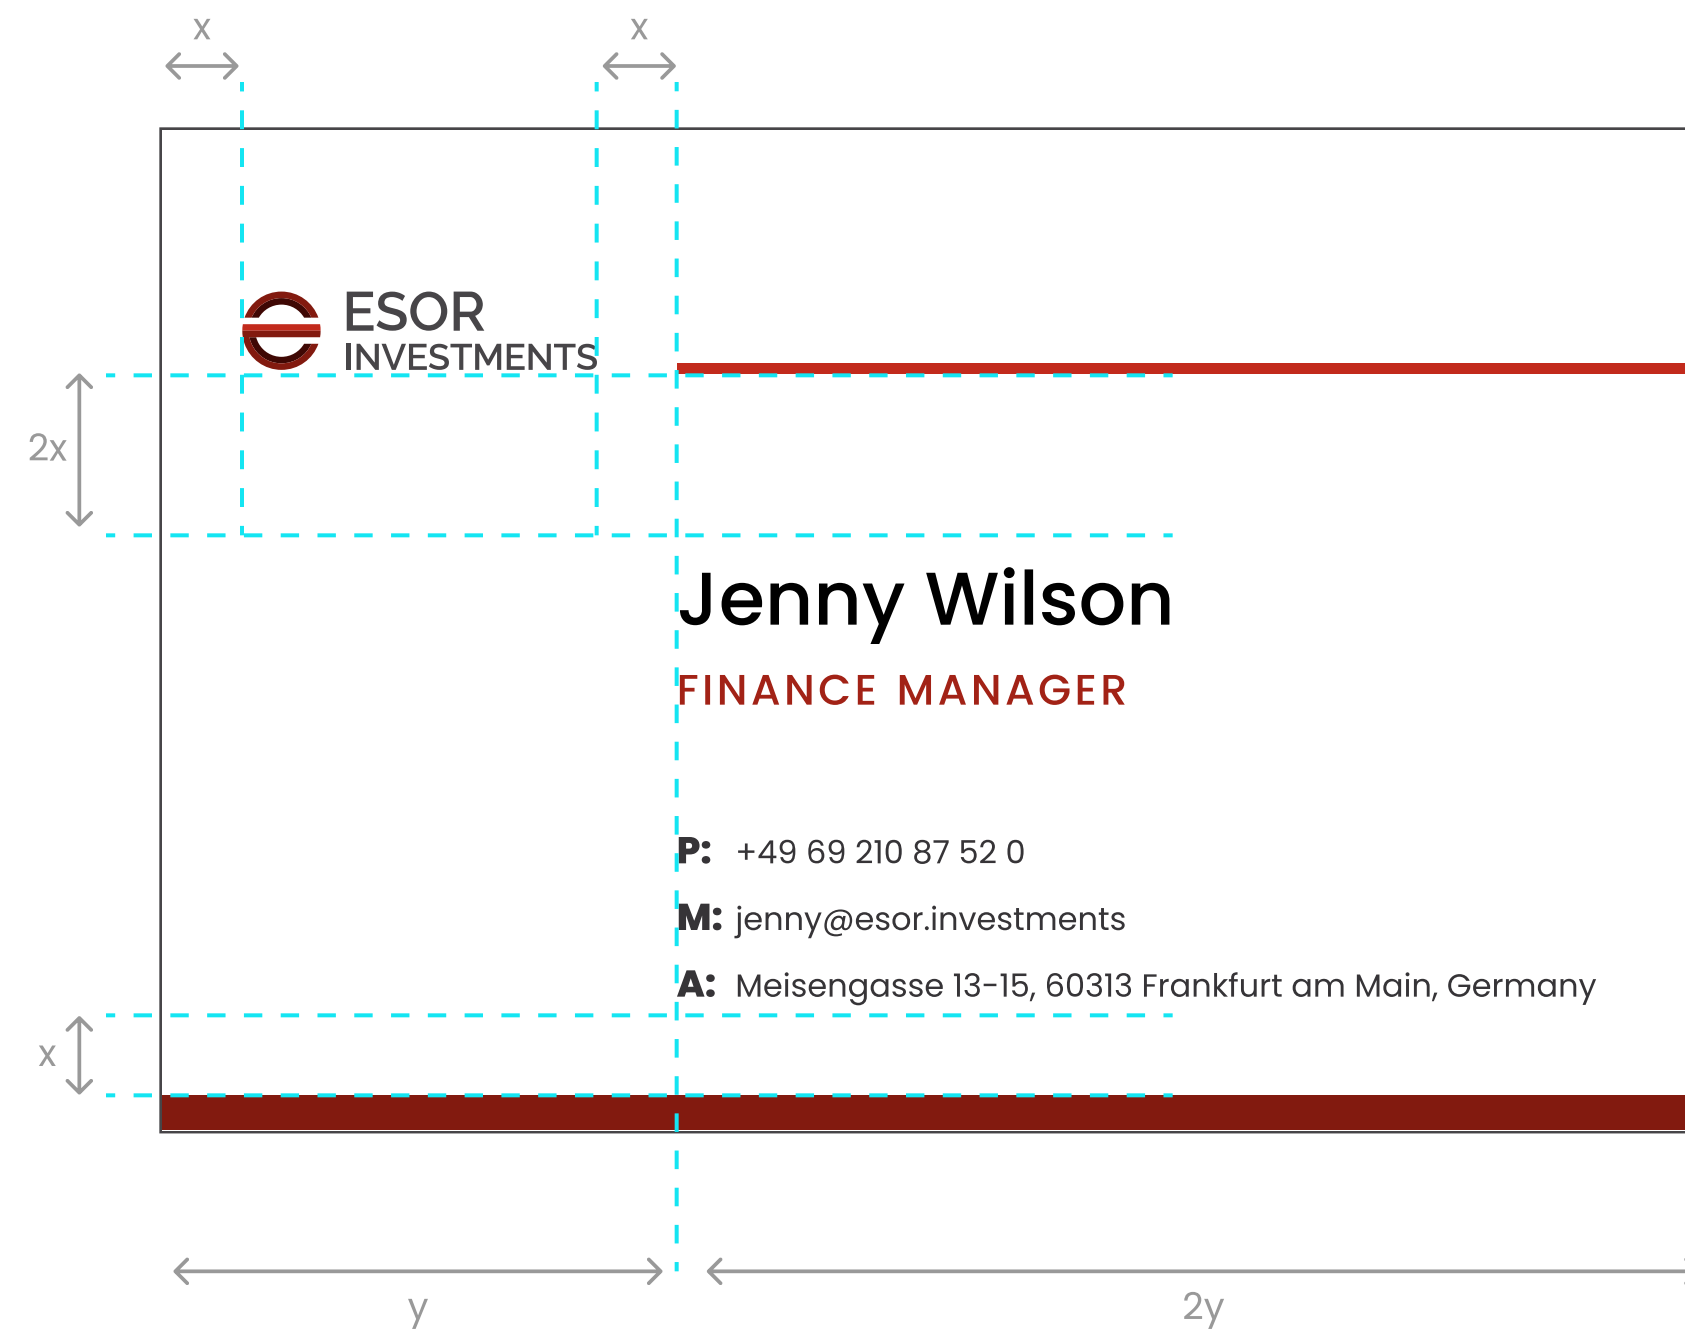 x x
ESOR
INVESTMENTS
2x
Jenny Wilson
FINANCE MANAGER
P: +49 69 210 87 52 0
M: jenny@esor.investments
A: Meisengasse 13-15, 60313 Frankfurt am Main, Germany
x
y 2y